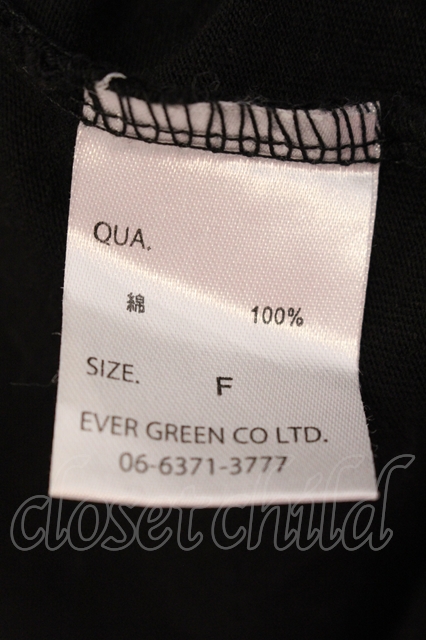 QUA.
綿 100%
SIZE. F
EVER GREEN CO LTD.
06-6371-3777
closet child